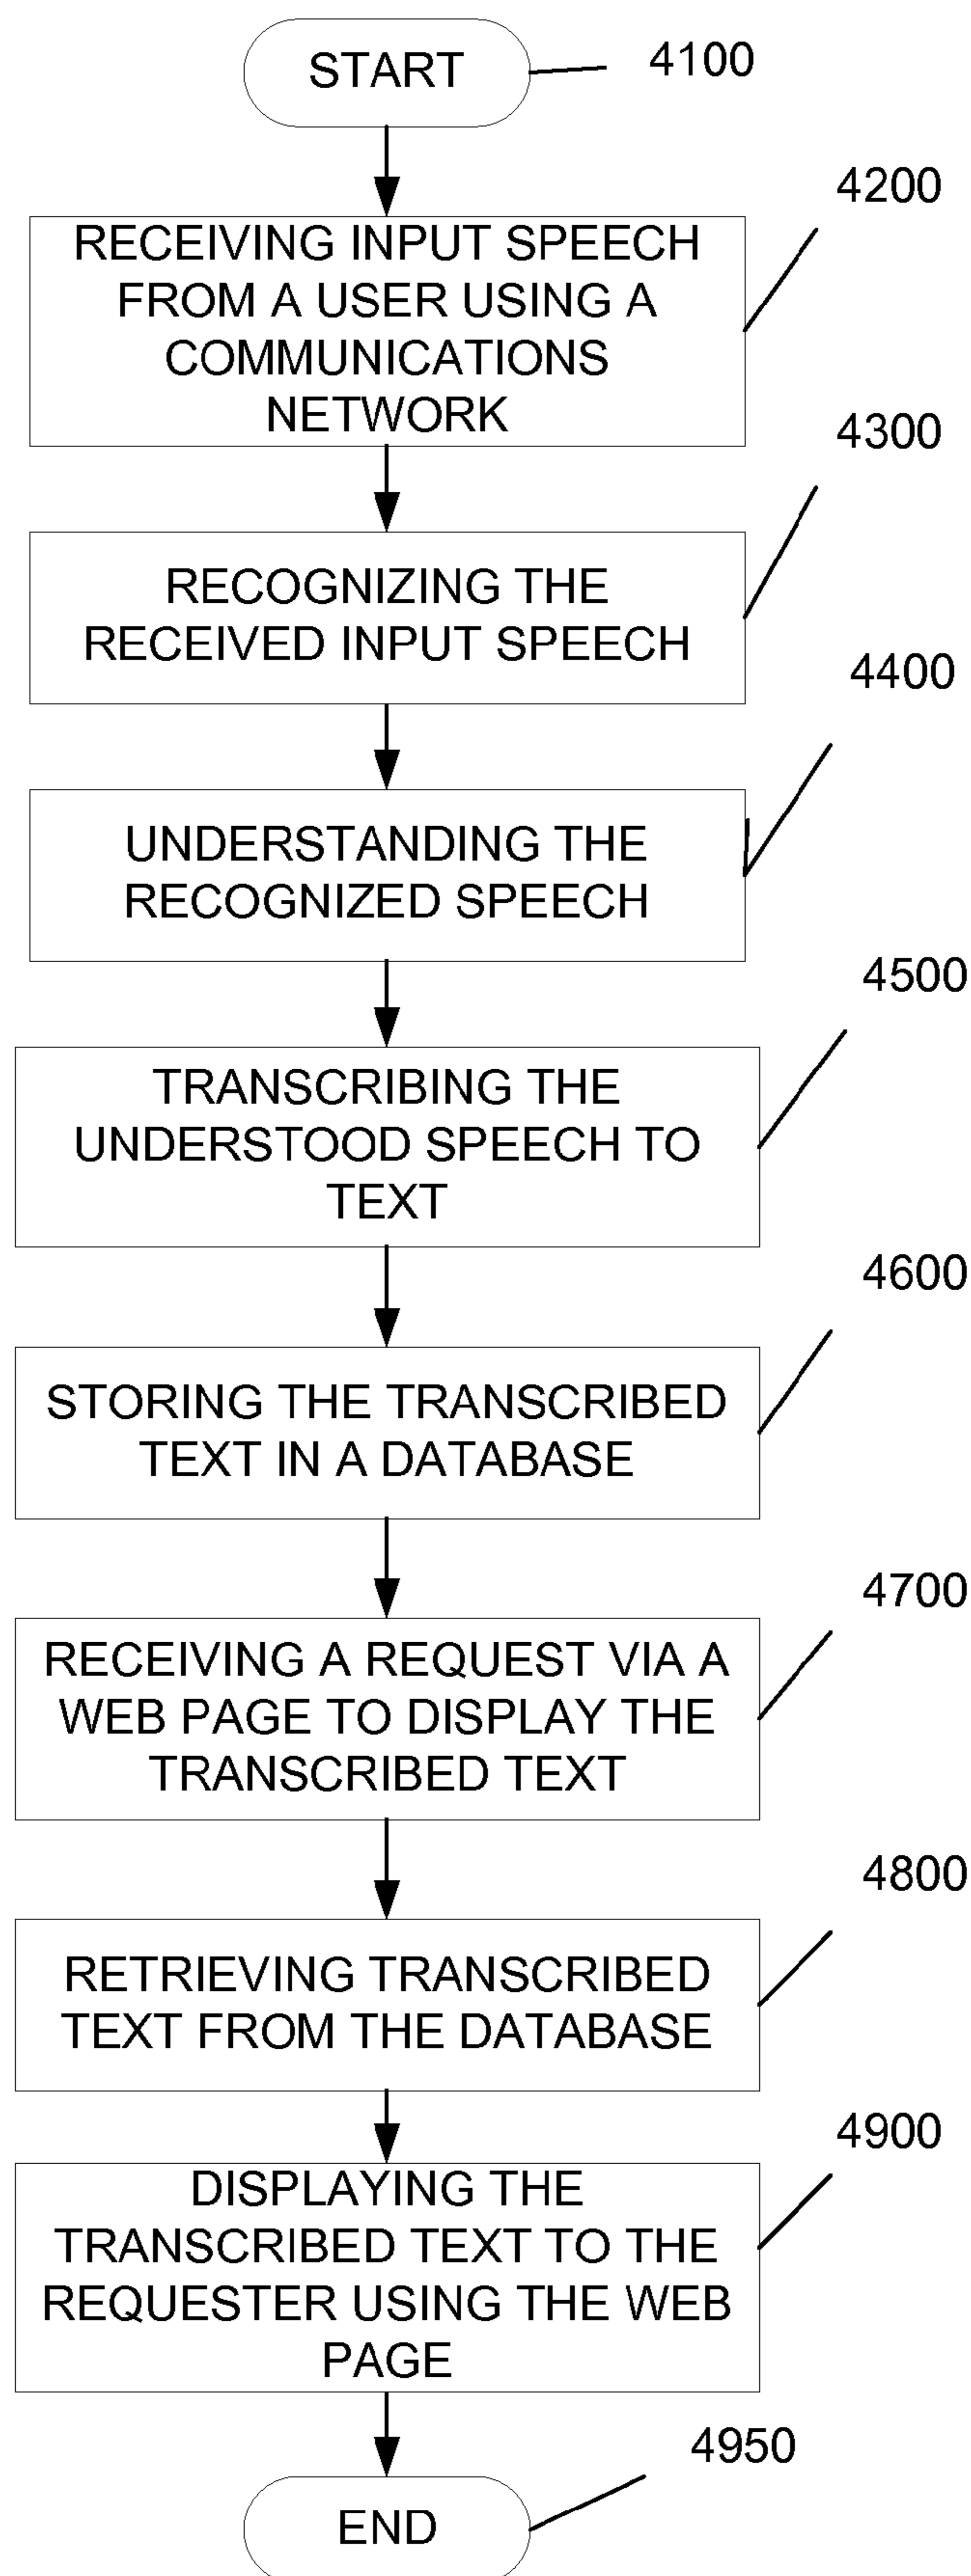 START
4100
4200
RECEIVING INPUT SPEECH
FROM A USER USING A
COMMUNICATIONS
NETWORK
4300
RECOGNIZING THE
RECEIVED INPUT SPEECH
4400
UNDERSTANDING THE
RECOGNIZED SPEECH
4500
TRANSCRIBING THE
UNDERSTOOD SPEECH TO
TEXT
4600
STORING THE TRANSCRIBED
TEXT IN A DATABASE
4700
RECEIVING A REQUEST VIA A
WEB PAGE TO DISPLAY THE
TRANSCRIBED TEXT
4800
RETRIEVING TRANSCRIBED
TEXT FROM THE DATABASE
4900
DISPLAYING THE
TRANSCRIBED TEXT TO THE
REQUESTER USING THE WEB
PAGE
4950
END